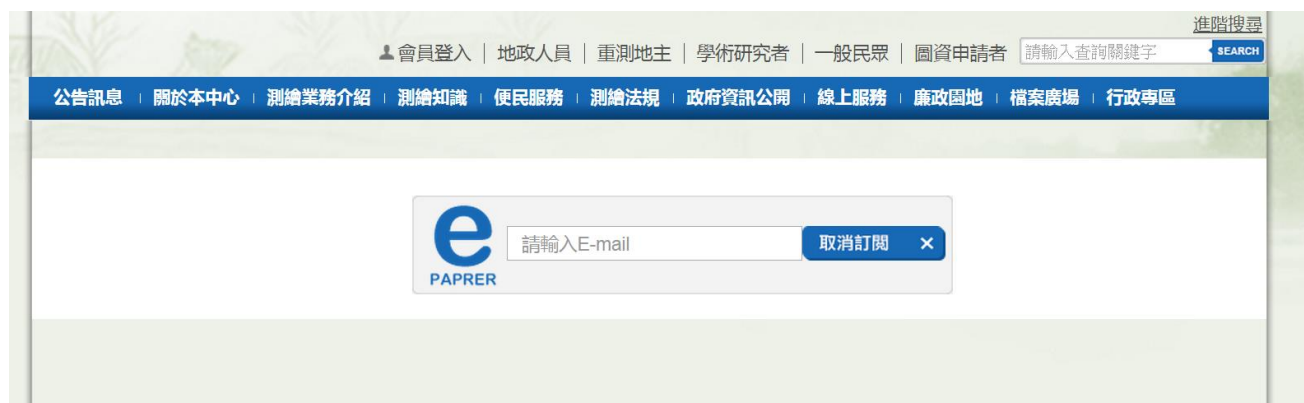 進階搜尋
會員登入 | 地政人員 | 重測地主 | 學術研究者 | 一般民眾 | 圖資申請者 請輸入查詢關鍵字 SEARCH
公告訊息 | 關於本中心 | 測繪業務介紹 | 測繪知識 | 便民服務 | 測繪法規 | 政府資訊公開 | 線上服務 | 廉政園地 | 檔案廣場 | 行政專區
e
請輸入E-mail 取消訂閱 ×
PAPRER